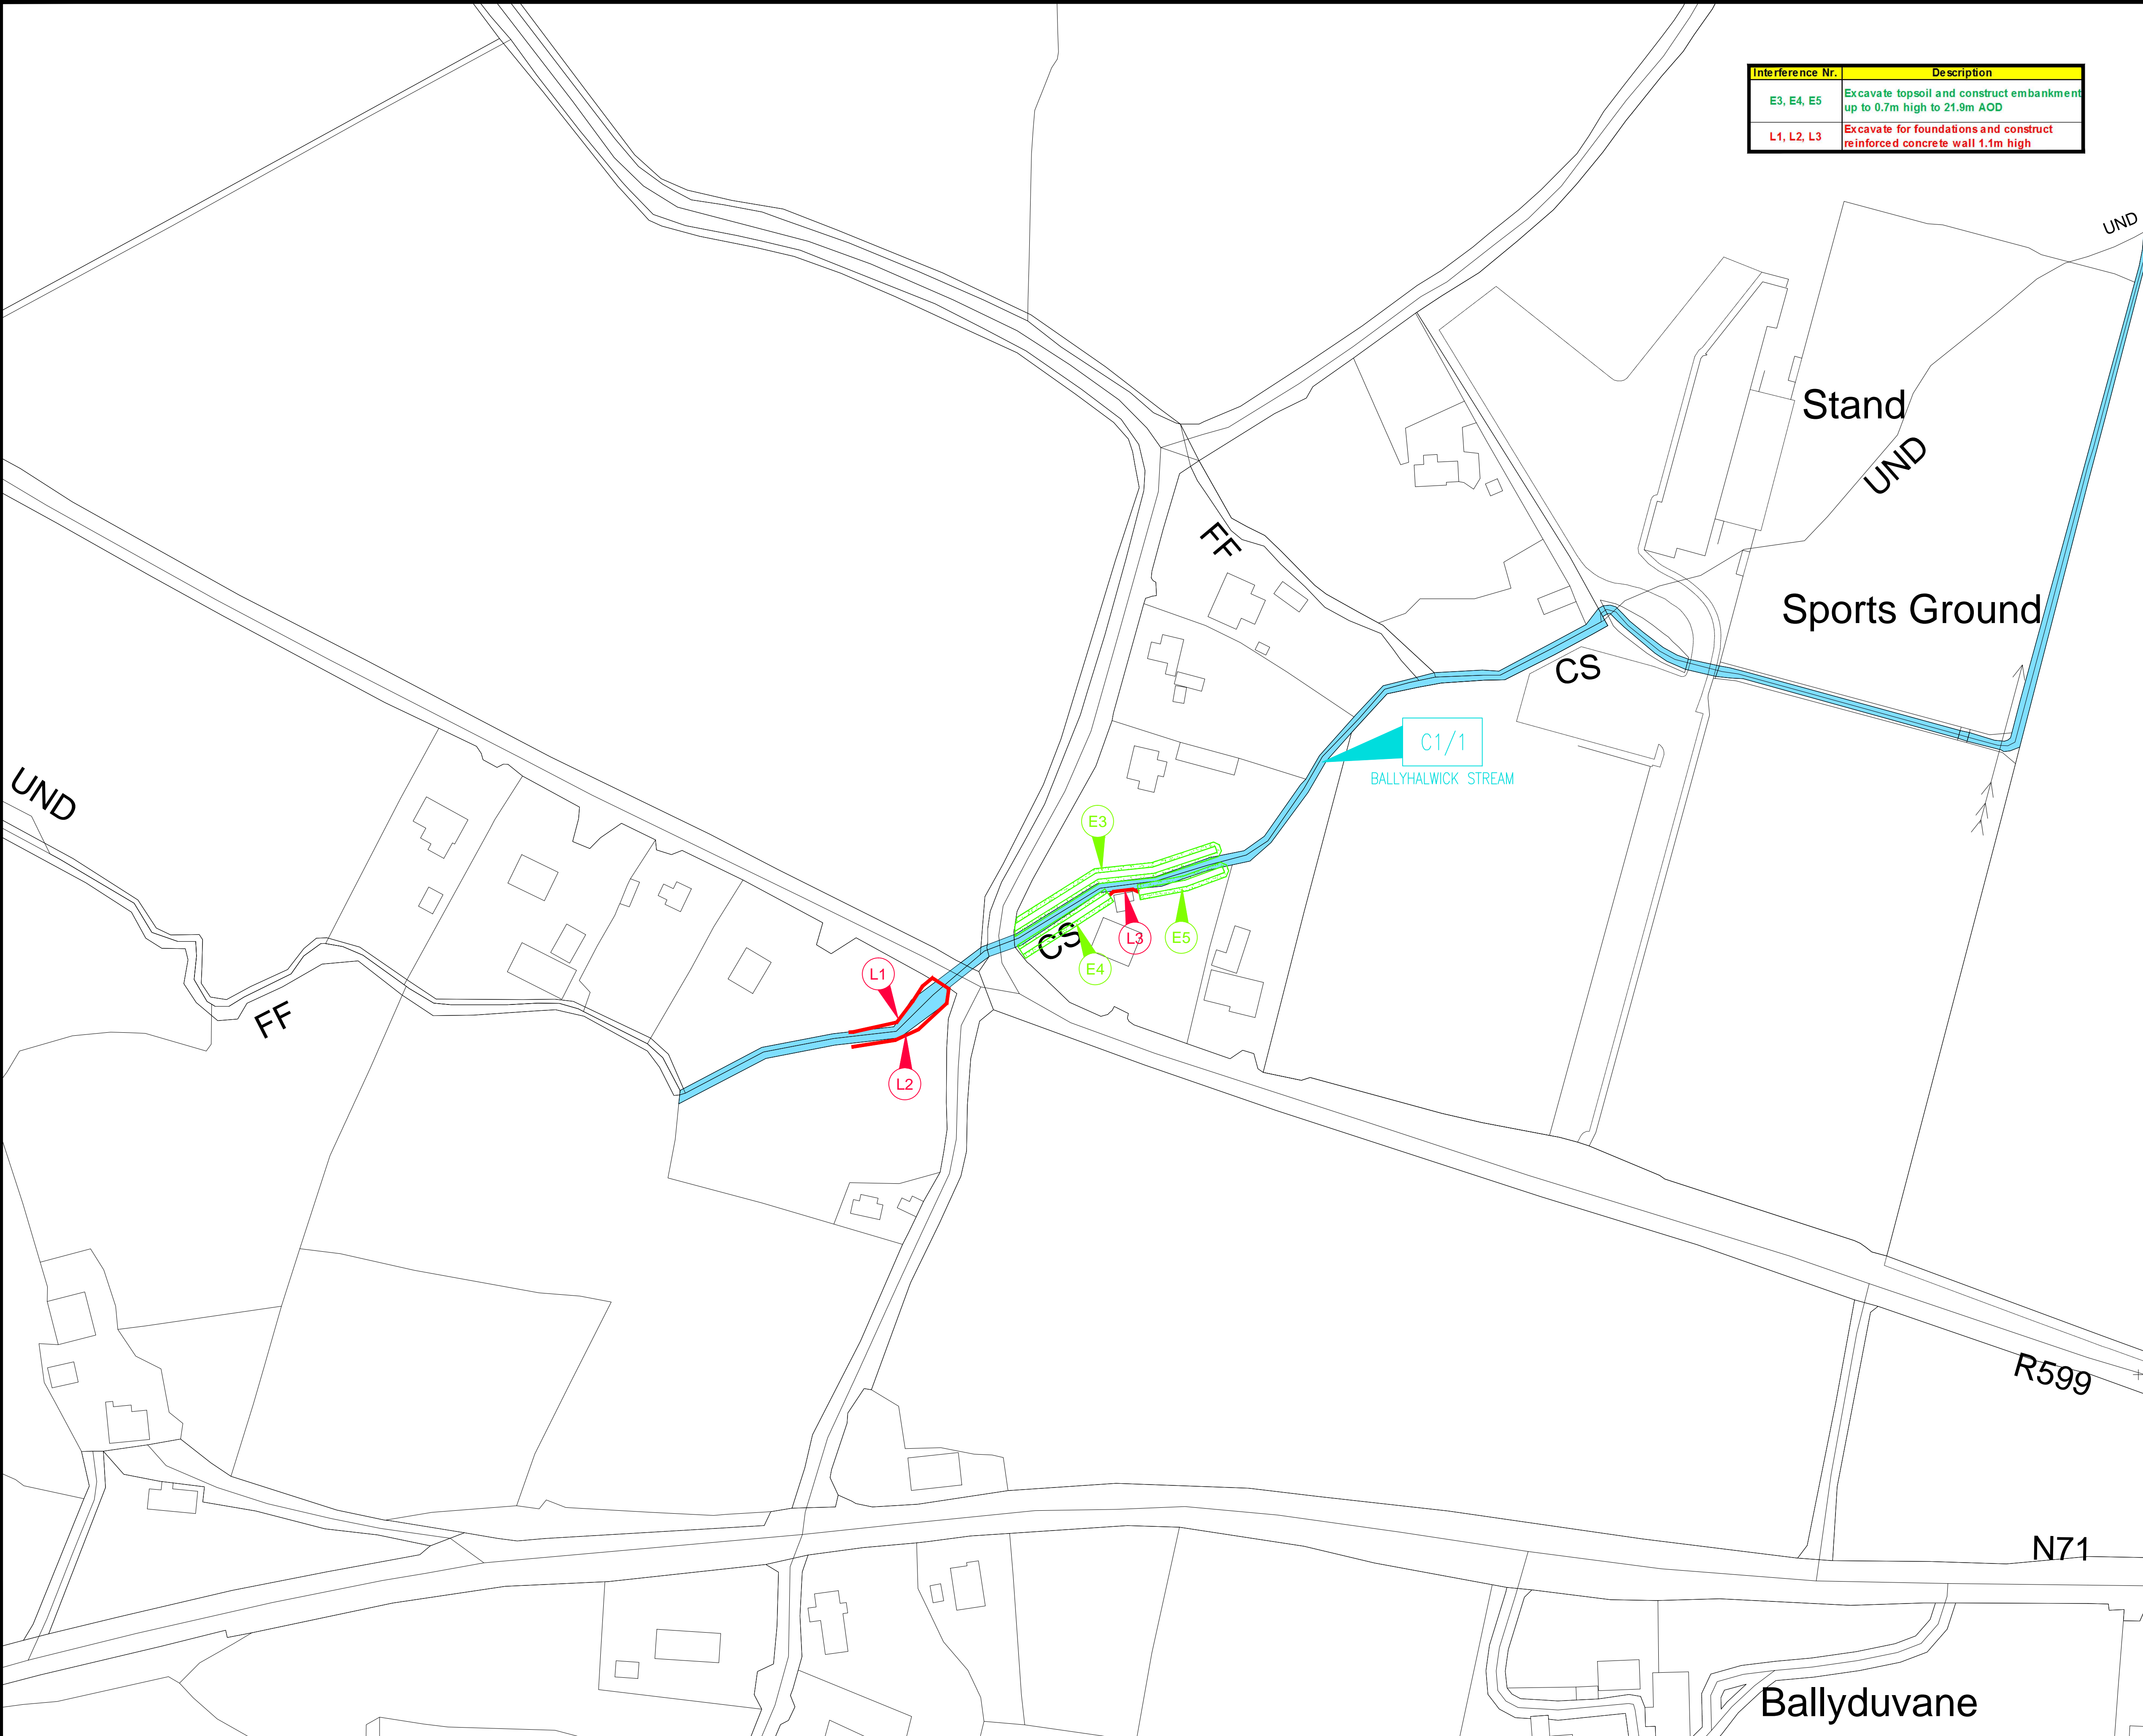 Interference Nr. Description
E3, E4, E5 Excavate topsoil and construct embankment
up to 0.7m high to 21.9m AOD
L1, L2, L3 Excavate for foundations and construct
reinforced concrete wall 1.1m high
UND
Stand
UND
FF
Sports Ground
CS
C1/1
BALLYHALWICK STREAM
UND
E3
L3
E5
CS
E4
L1
FF
L2
R599
N71
Ballyduvane